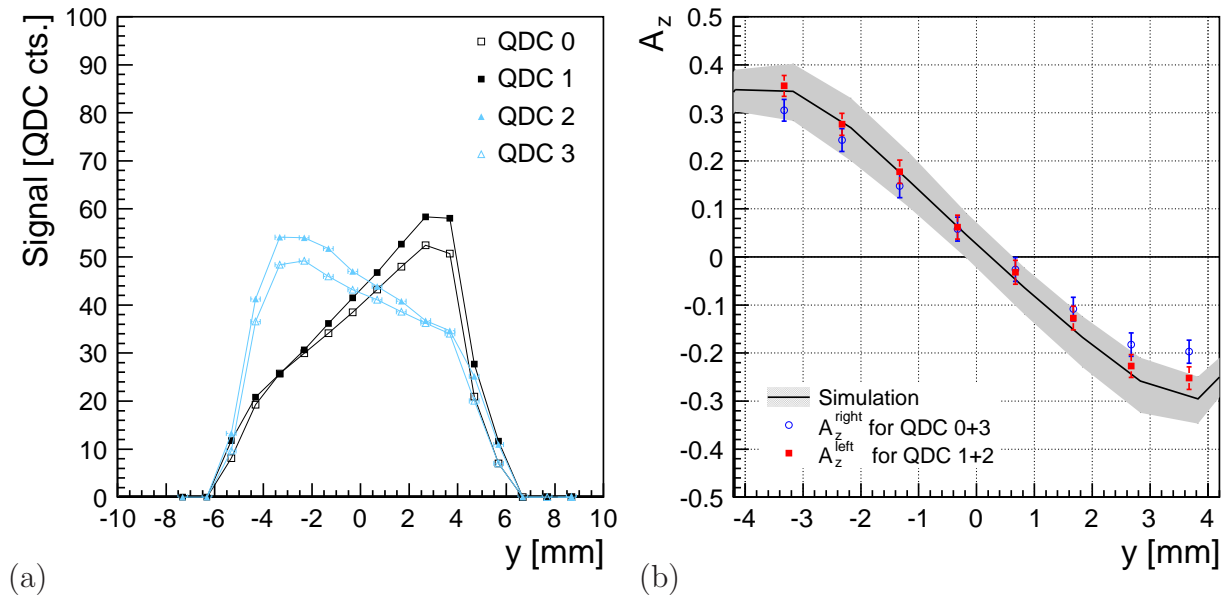 Signal [QDC cts.]
100
90
80
70
60
50
40
30
20
10
0
QDC 0
QDC 1
QDC 2
QDC 3
-10 -8 -6 -4 -2 0 2 4 6 8 10
y [mm]
(a)
A_z
0.5
0.4
0.3
0.2
0.1
0
-0.1
-0.2
-0.3
-0.4
-0.5
Simulation
A_z^right for QDC 0+3
A_z^left for QDC 1+2
-4 -3 -2 -1 0 1 2 3 4
y [mm]
(b)